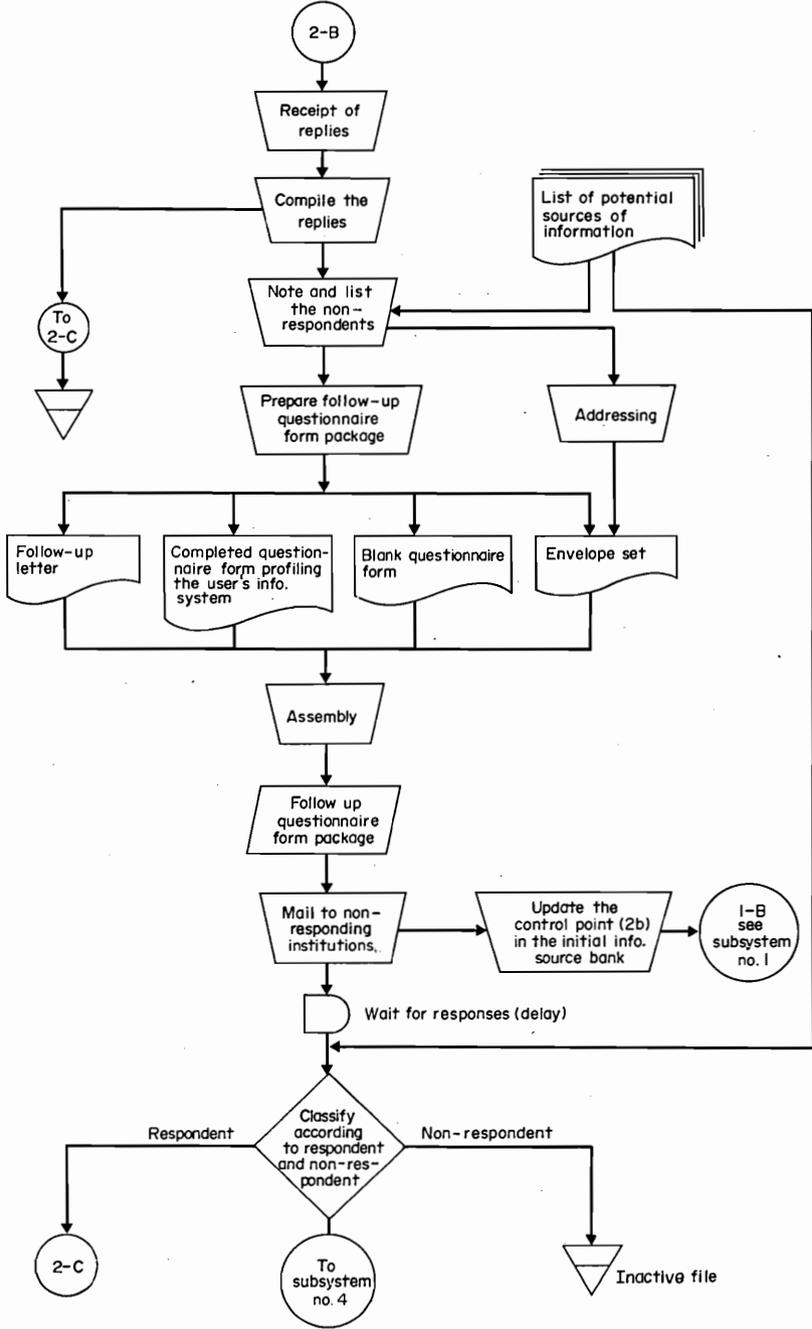 2-B
Receipt of
replies
Compile the
replies
List of potential
sources of
information
Note and list
the non-
respondents
To
2-C
Prepare follow-up
questionnaire
form package
Addressing
Follow-up
letter
Completed question-
naire form profiling
the user's info.
system
Blank questionnaire
form
Envelope set
Assembly
Follow up
questionnaire
form package
Mail to non-
responding
institutions.
Update the
control point (2b)
in the initial info.
source bank
I-B
see
subsystem
no. I
Wait for responses (delay)
Classify
according
to respondent
and non-res-
pondent
Respondent
Non-respondent
2-C
To
subsystem
no. 4
Inactive file